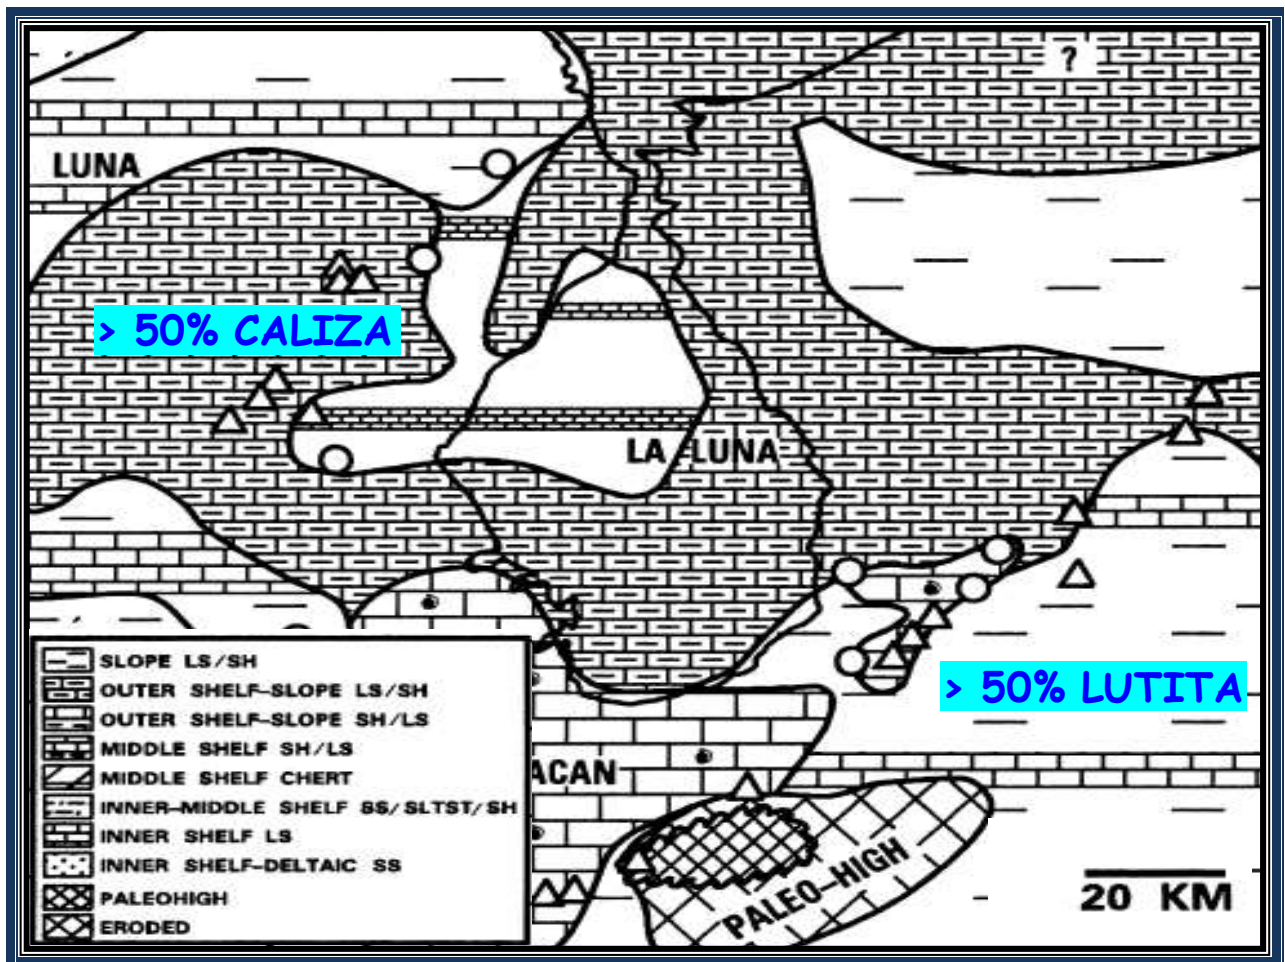 ?
LUNA
> 50% CALIZA
LA LUNA
> 50% LUTITA
ACAN
PALEO-HIGH
20 KM
SLOPE LS/SH
OUTER SHELF-SLOPE LS/SH
OUTER SHELF-SLOPE SH/LS
MIDDLE SHELF SH/LS
MIDDLE SHELF CHERT
INNER-MIDDLE SHELF SS/SLTST/SH
INNER SHELF LS
INNER SHELF-DELTAIC SS
PALEOHIGH
ERODED